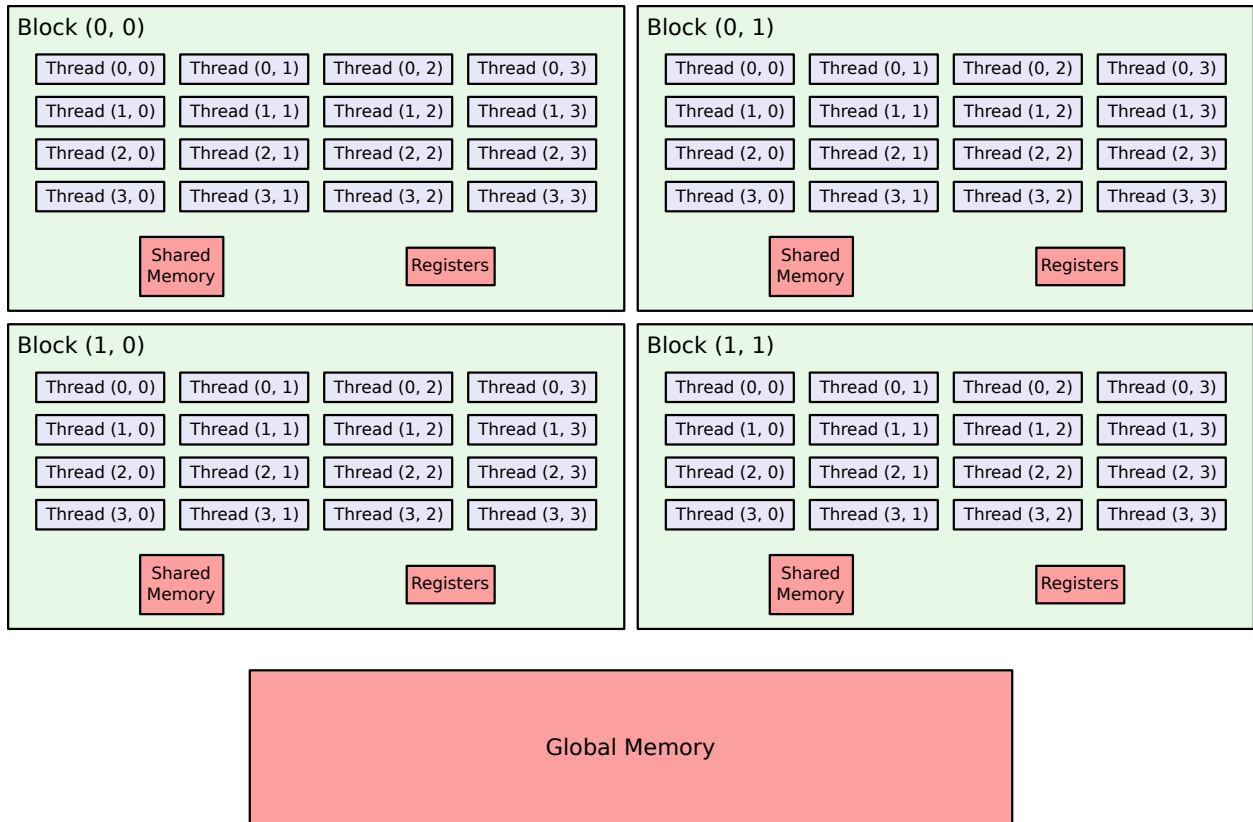 Block (0, 0)
Thread (0, 0) Thread (0, 1) Thread (0, 2) Thread (0, 3)
Thread (1, 0) Thread (1, 1) Thread (1, 2) Thread (1, 3)
Thread (2, 0) Thread (2, 1) Thread (2, 2) Thread (2, 3)
Thread (3, 0) Thread (3, 1) Thread (3, 2) Thread (3, 3)
Shared
Memory
Registers
Block (0, 1)
Thread (0, 0) Thread (0, 1) Thread (0, 2) Thread (0, 3)
Thread (1, 0) Thread (1, 1) Thread (1, 2) Thread (1, 3)
Thread (2, 0) Thread (2, 1) Thread (2, 2) Thread (2, 3)
Thread (3, 0) Thread (3, 1) Thread (3, 2) Thread (3, 3)
Shared
Memory
Registers
Block (1, 0)
Thread (0, 0) Thread (0, 1) Thread (0, 2) Thread (0, 3)
Thread (1, 0) Thread (1, 1) Thread (1, 2) Thread (1, 3)
Thread (2, 0) Thread (2, 1) Thread (2, 2) Thread (2, 3)
Thread (3, 0) Thread (3, 1) Thread (3, 2) Thread (3, 3)
Shared
Memory
Registers
Block (1, 1)
Thread (0, 0) Thread (0, 1) Thread (0, 2) Thread (0, 3)
Thread (1, 0) Thread (1, 1) Thread (1, 2) Thread (1, 3)
Thread (2, 0) Thread (2, 1) Thread (2, 2) Thread (2, 3)
Thread (3, 0) Thread (3, 1) Thread (3, 2) Thread (3, 3)
Shared
Memory
Registers
Global Memory